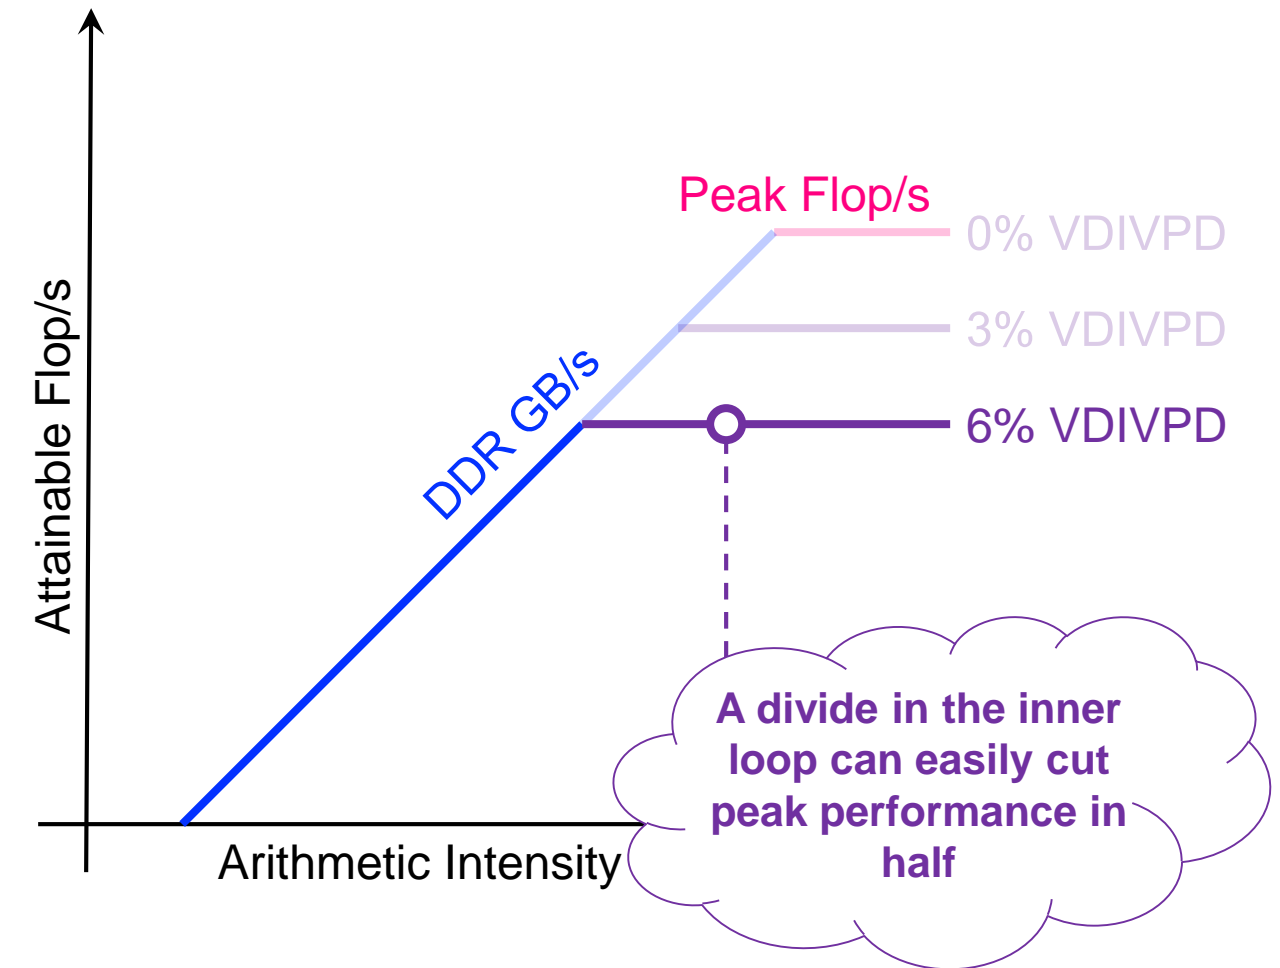 Attainable Flop/s
Peak Flop/s
0% VDIVPD
3% VDIVPD
DDR GB/s
6% VDIVPD
A divide in the inner
loop can easily cut
peak performance in
half
Arithmetic Intensity